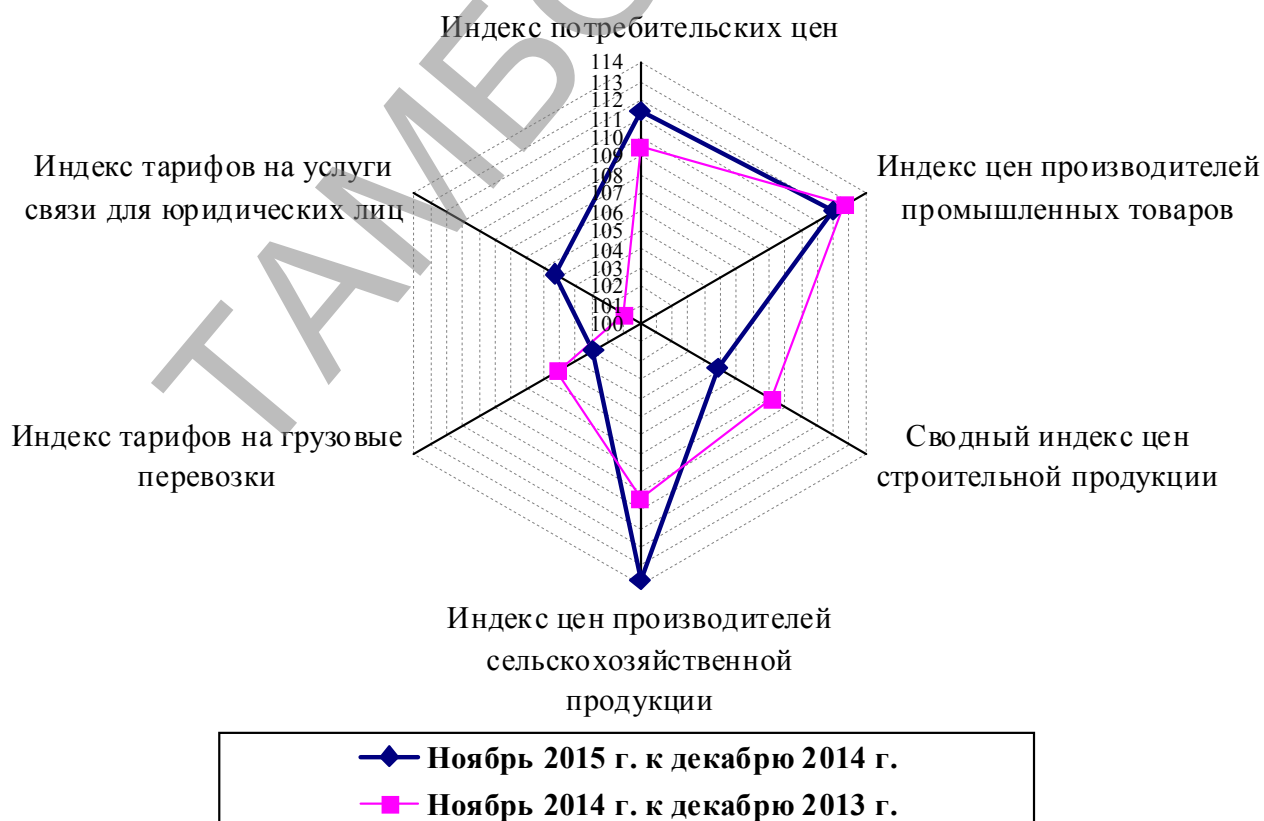 Индекс потребительских цен
114
113
112
111
110
109
108
107
106
105
104
103
102
101
100
Индекс тарифов на услуги
связи для юридических лиц
Индекс цен производителей
промышленных товаров
Индекс тарифов на грузовые
перевозки
Сводный индекс цен
строительной продукции
Индекс цен производителей
сельскохозяйственной
продукции
Ноябрь 2015 г. к декабрю 2014 г.
Ноябрь 2014 г. к декабрю 2013 г.
ТАМБ